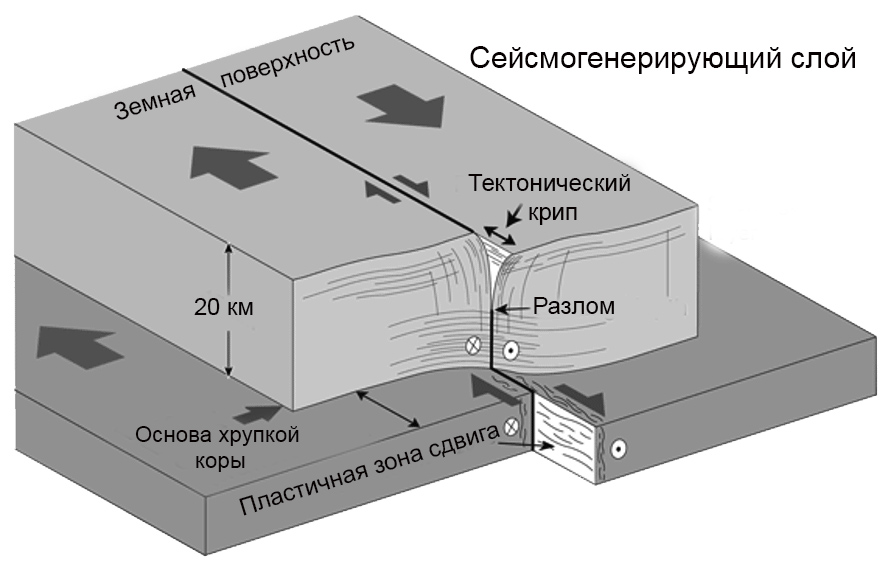 Сейсмогенерирующий слой
Земная поверхность
Тектонический
крип
20 км
Разлом
Основа хрупкой
коры
Пластичная зона сдвига